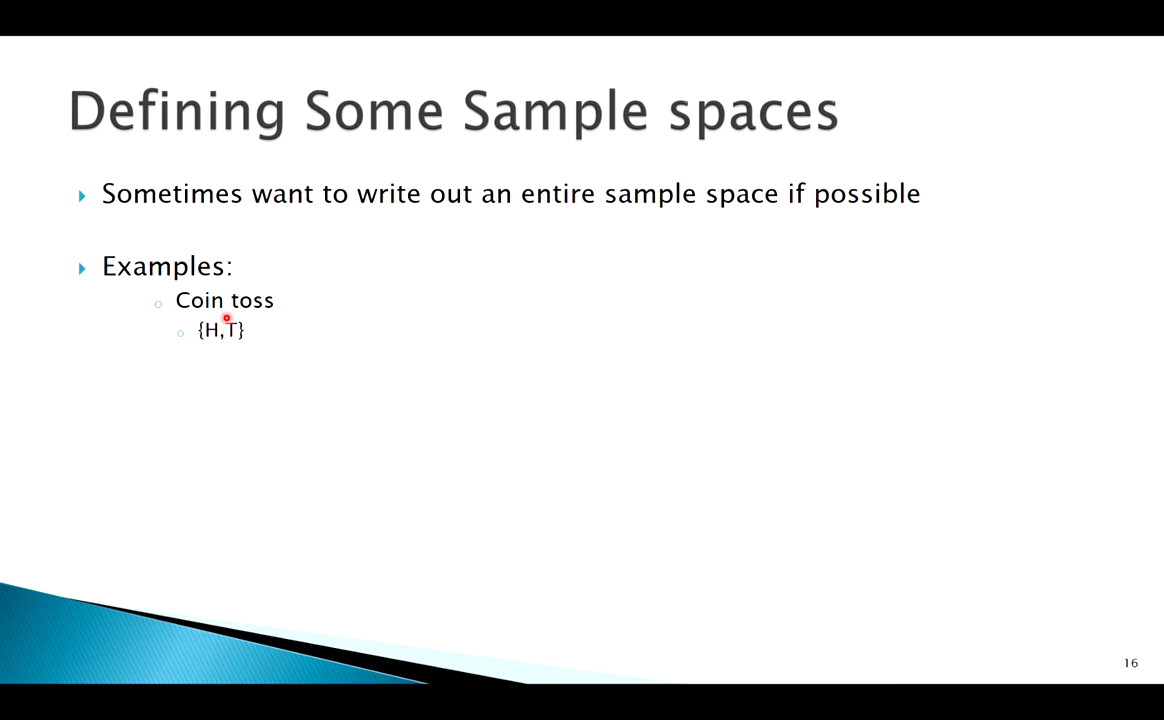 Defining Some Sample spaces
Sometimes want to write out an entire sample space if possible
Examples:
Coin toss
{H,T}
16